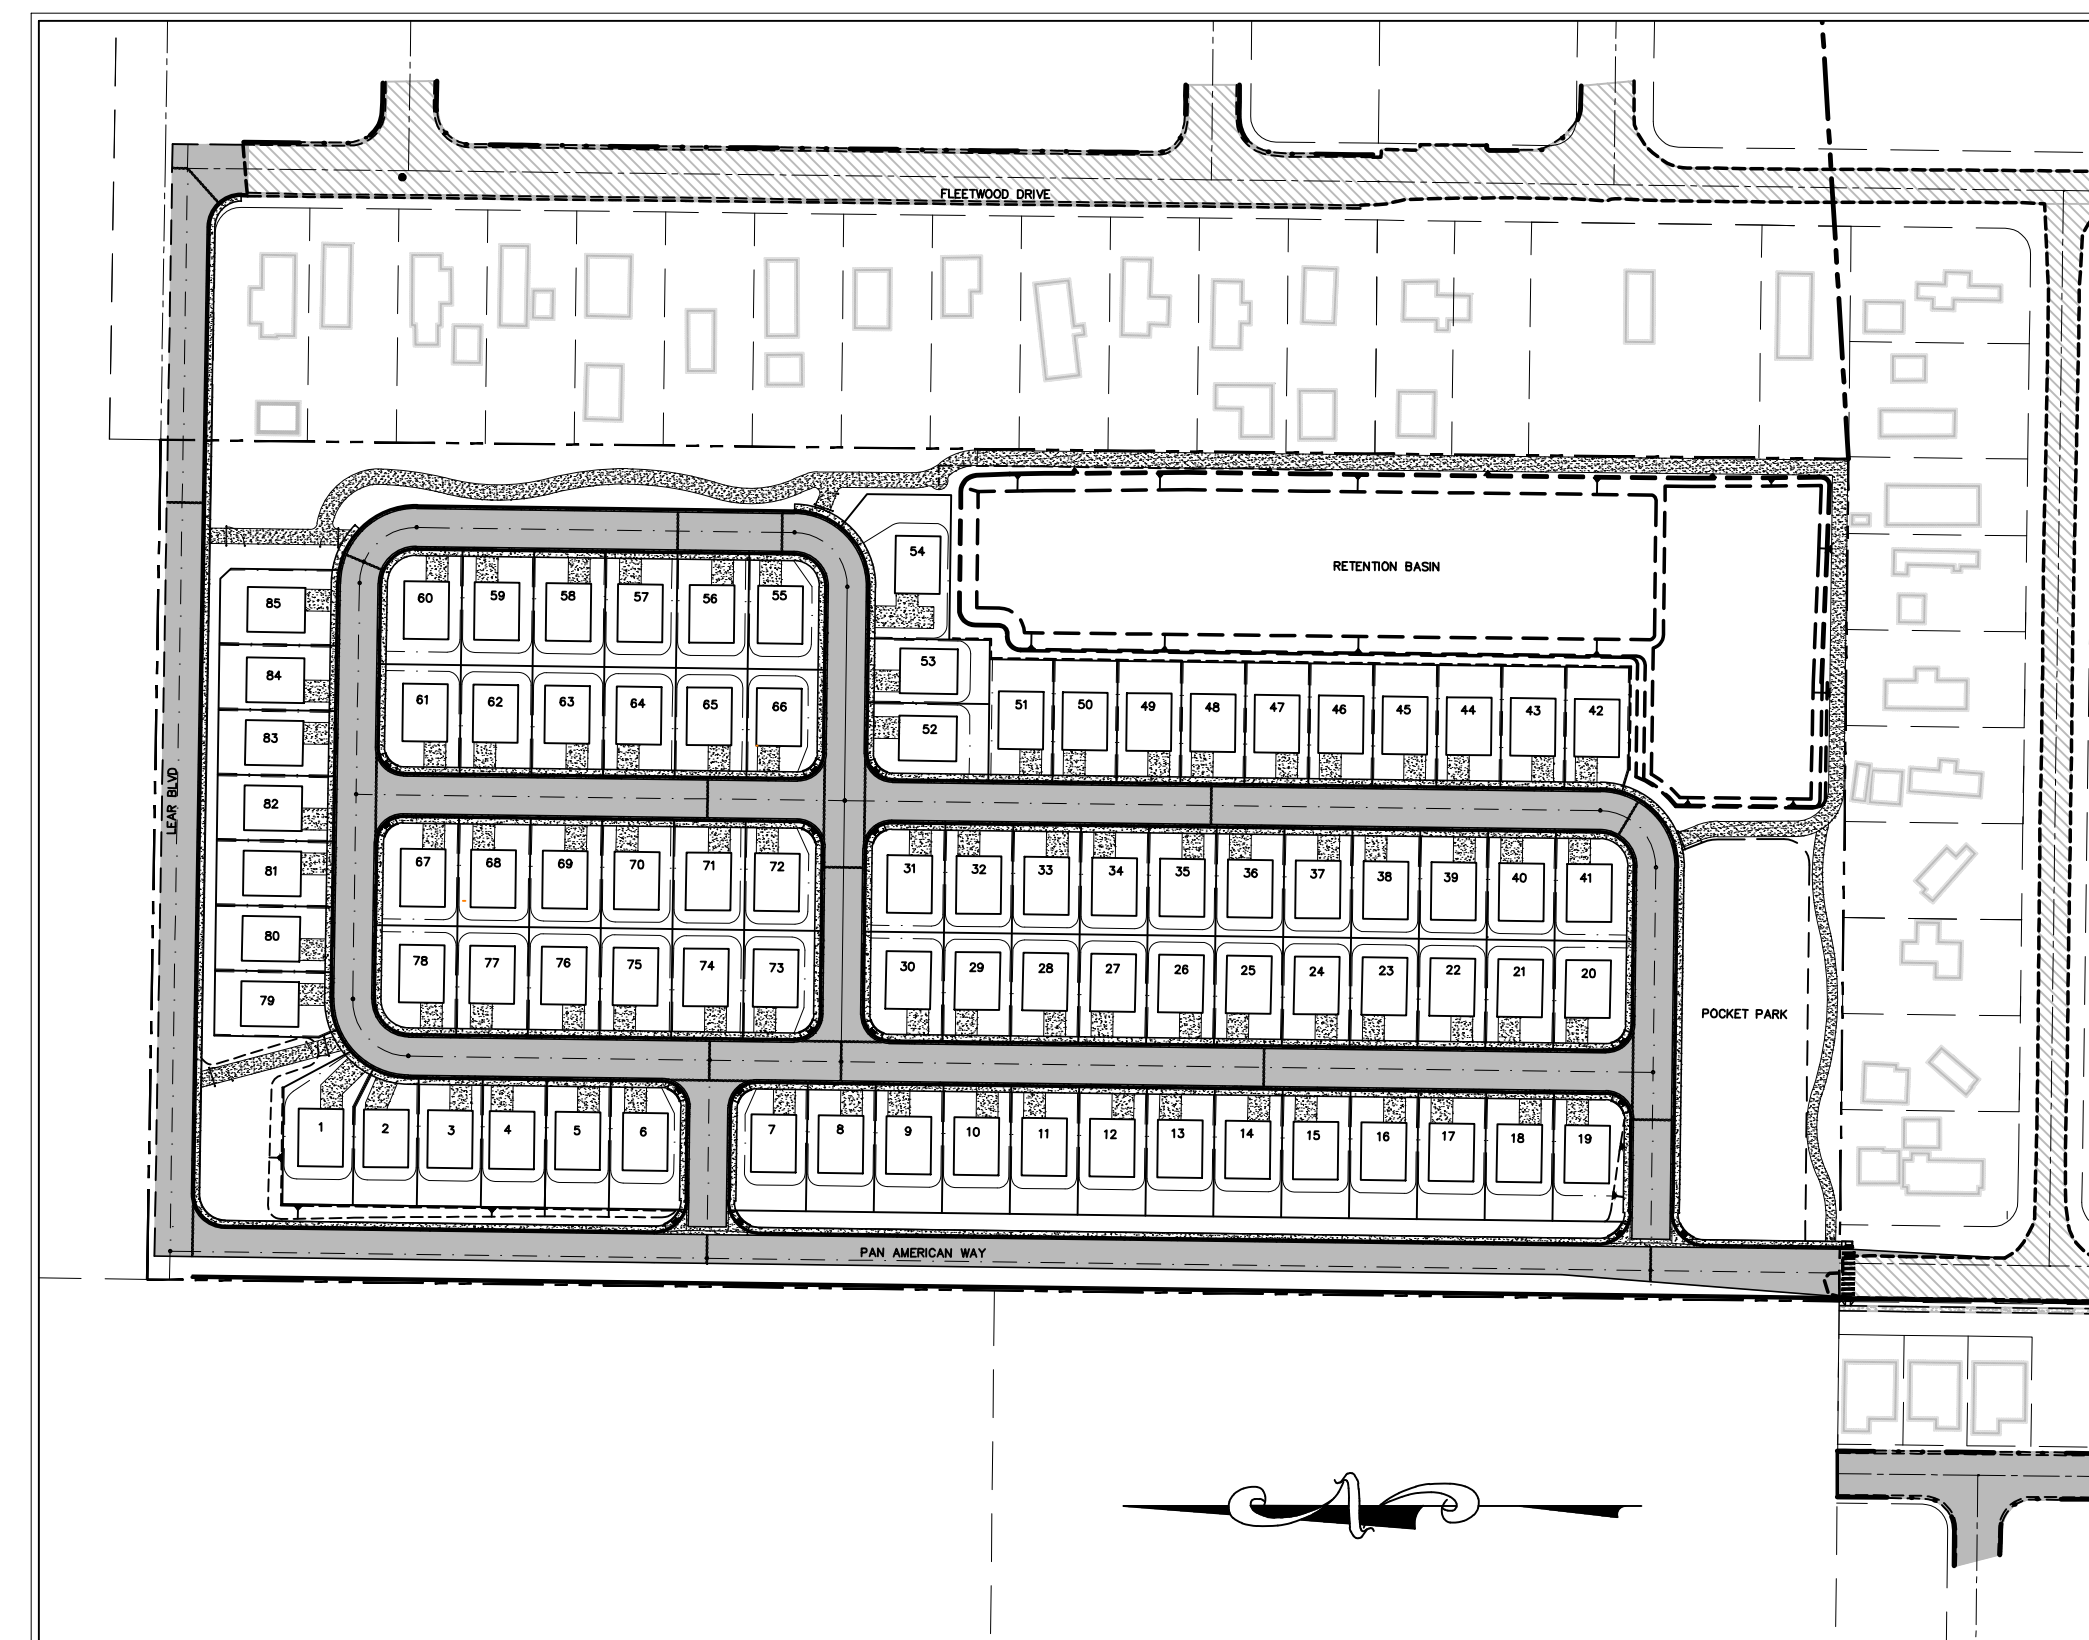 FLEETWOOD DRIVE
LEAR BLVD
RETENTION BASIN
54
85
60 59 58 57 56 55
84
53
61 62 63 64 65 66
52
51 50 49 48 47 46 45 44 43 42
83
82
81
67 68 69 70 71 72
31 32 33 34 35 36 37 38 39 40 41
80
78 77 76 75 74 73
30 29 28 27 26 25 24 23 22 21 20
79
POCKET PARK
1 2 3 4 5 6
7 8 9 10 11 12 13 14 15 16 17 18 19
PAN AMERICAN WAY
N